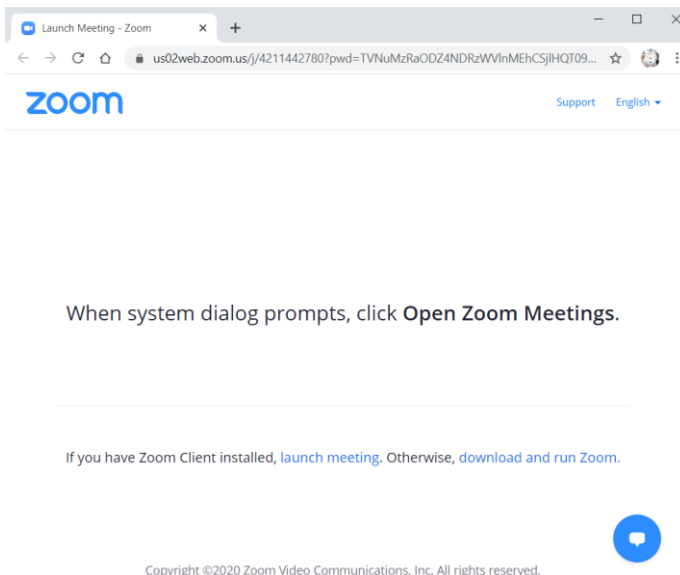 Launch Meeting - Zoom
us02web.zoom.us/j/4211442780?pwd=TVNuMzRaODZ4NDRzWVlnMEhCSjlHQT09...
zoom
Support English
When system dialog prompts, click Open Zoom Meetings.
If you have Zoom Client installed, launch meeting. Otherwise, download and run Zoom.
Copyright ©2020 Zoom Video Communications, Inc. All rights reserved.